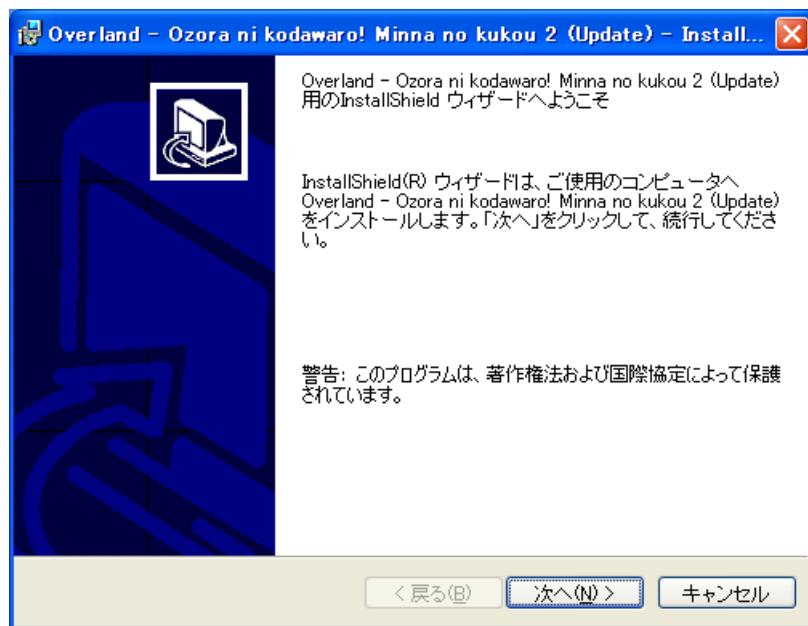 Overland - Ozora ni kodawaro! Minna no kukou 2 (Update) - Install...
Overland - Ozora ni kodawaro! Minna no kukou 2 (Update)
用のInstallShield ウィザードへようこそ
InstallShield(R) ウィザードは、ご使用のコンピュータへ
Overland - Ozora ni kodawaro! Minna no kukou 2 (Update)
をインストールします。「次へ」をクリックして、続行してくださ
い。
警告: このプログラムは、著作権法および国際協定によって保護
されています。
< 戻る(B)
次へ(N) >
キャンセル